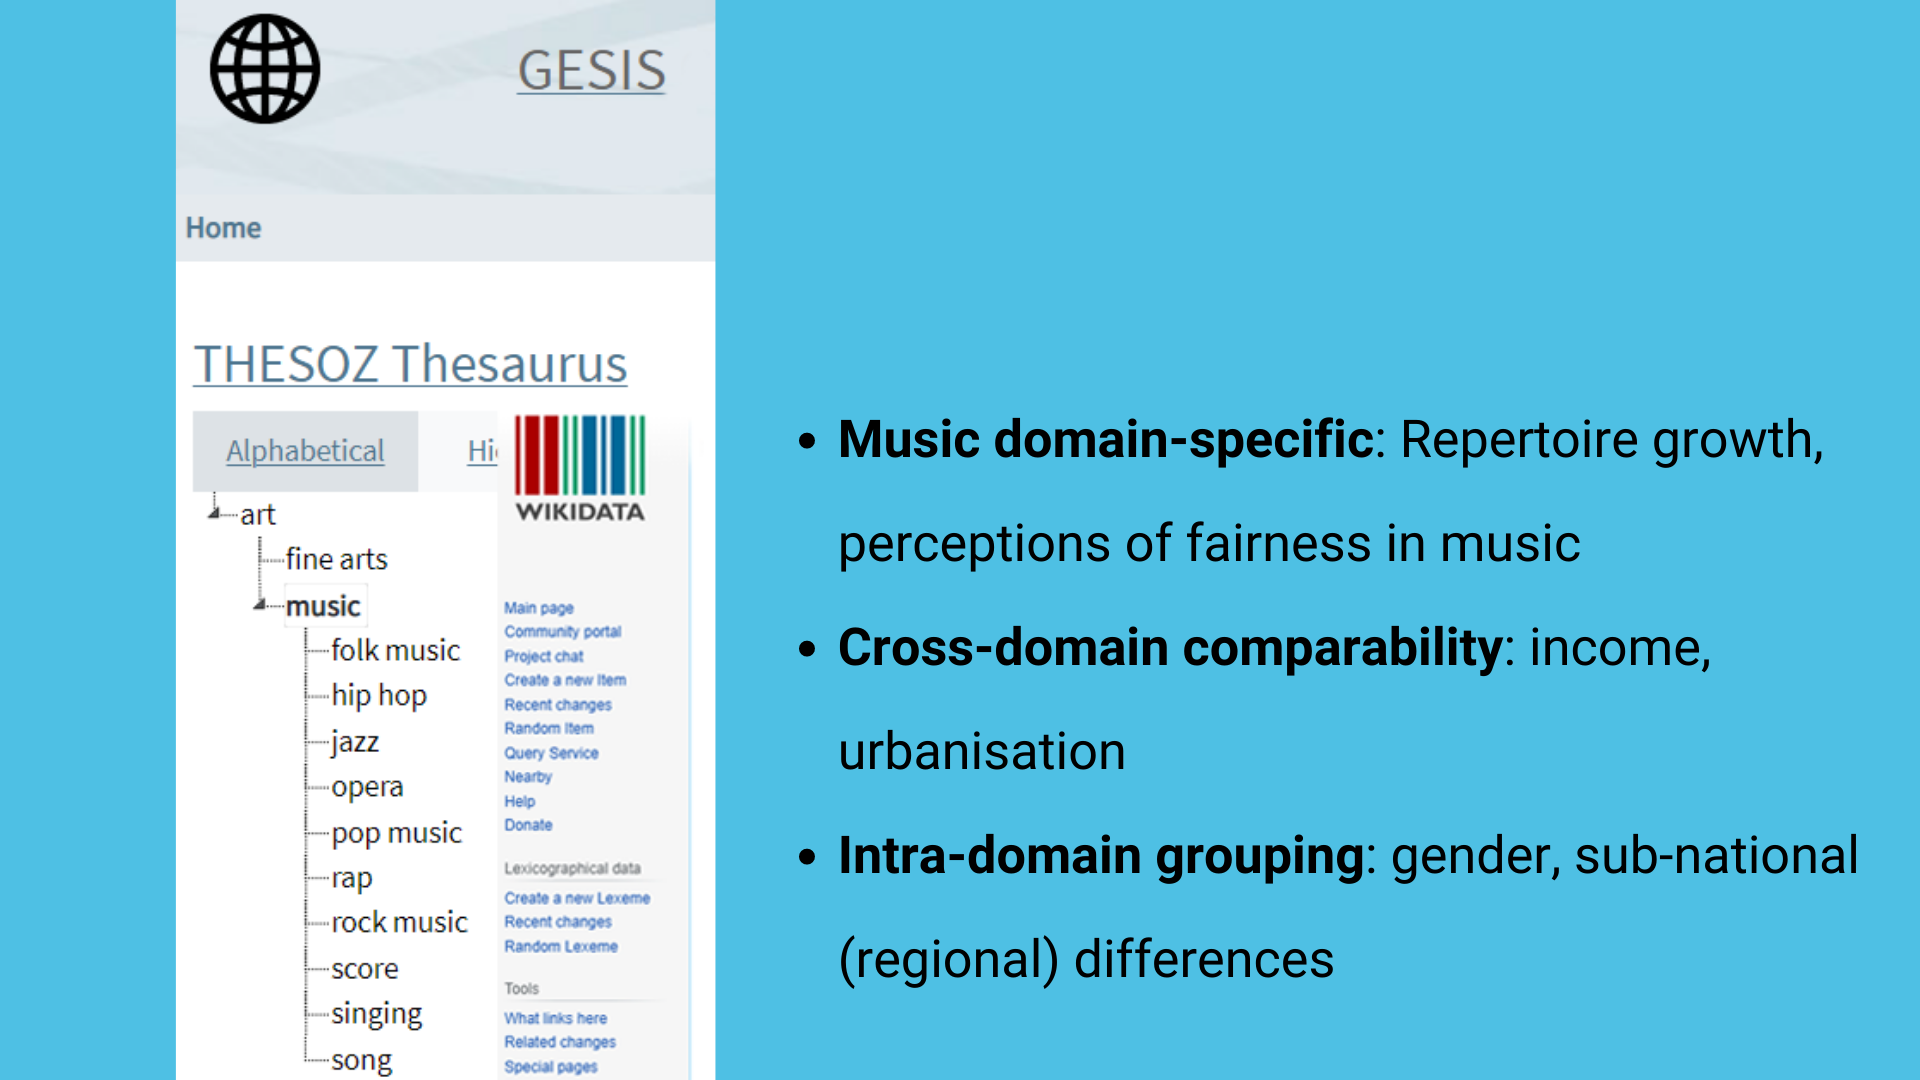 GESIS
Home
THESOZ Thesaurus
Alphabetical
art
fine arts
music
folk music
hip hop
jazz
opera
pop music
rap
rock music
score
singing
song
WIKIDATA
Main page
Community portal
Project chat
Create a new Item
Recent changes
Random Item
Query Service
Nearby
Help
Donate
Lexicographical data
Create a new Lexeme
Recent changes
Random Lexeme
Tools
What links here
Related changes
Special pages
• Music domain-specific: Repertoire growth,
perceptions of fairness in music
• Cross-domain comparability: income,
urbanisation
• Intra-domain grouping: gender, sub-national
(regional) differences